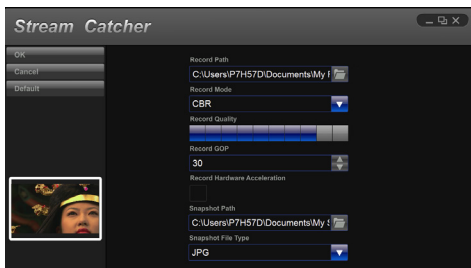 Stream Catcher
OK
Cancel
Default
Record Path
C:\Users\P7H57D\Documents\My
Record Mode
CBR
Record Quality
Record GOP
30
Record Hardware Acceleration
Snapshot Path
C:\Users\P7H57D\Documents\My
Snapshot File Type
JPG